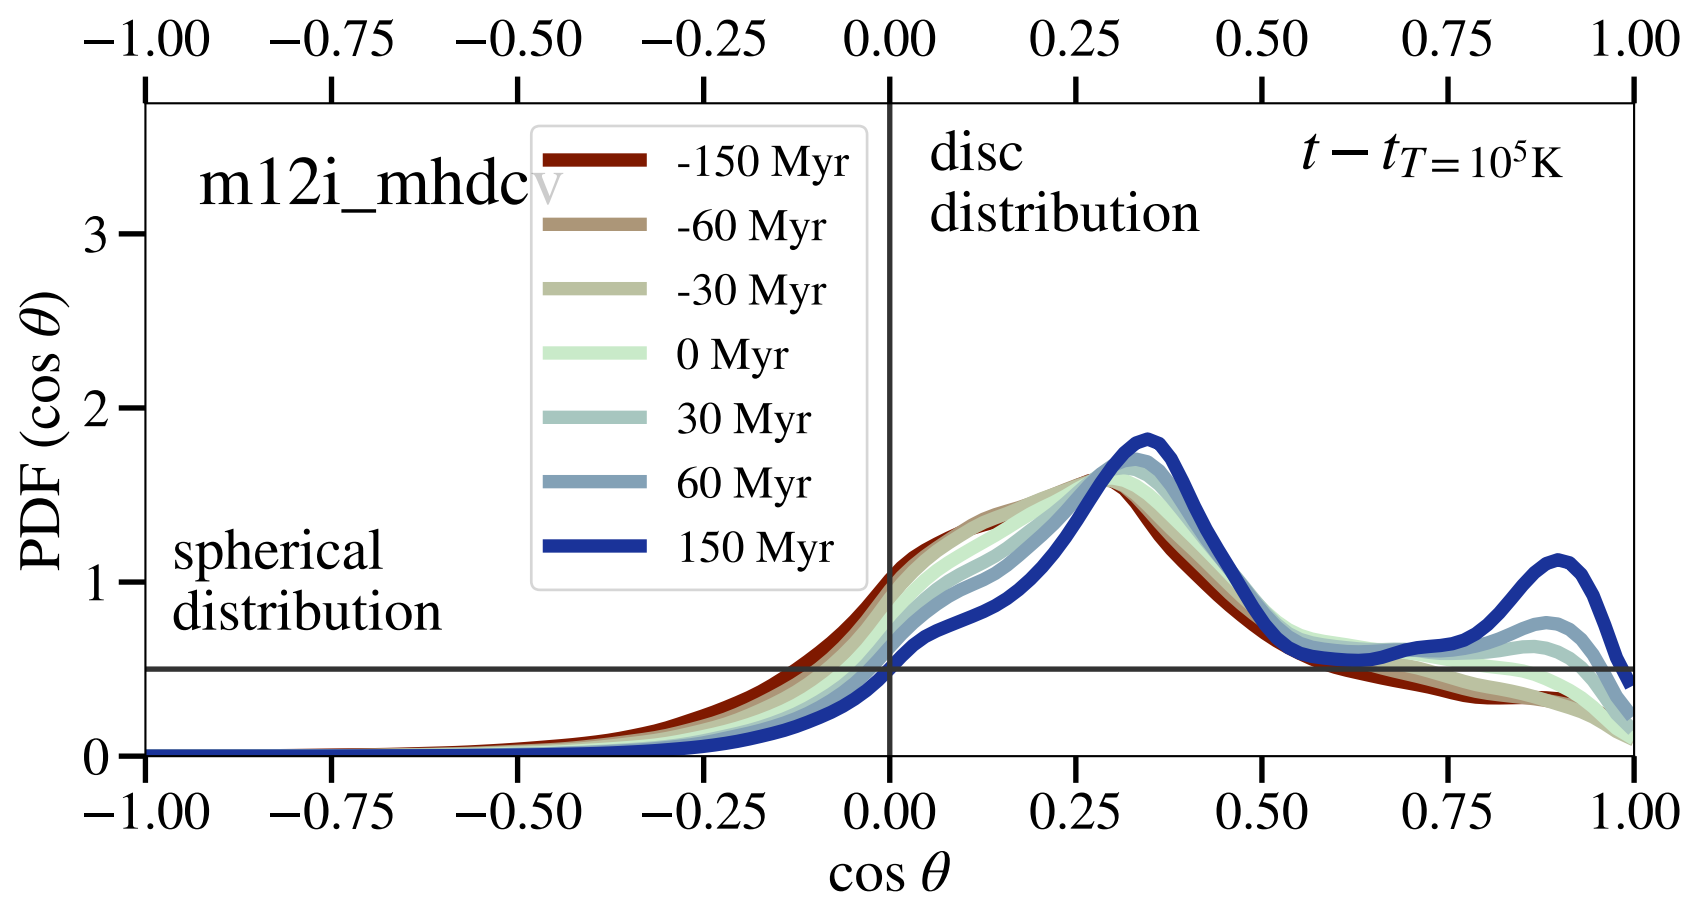 −1.00 −0.75 −0.50 −0.25 0.00 0.25 0.50 0.75 1.00
m12i_mhdcv
-150 Myr
-60 Myr
-30 Myr
0 Myr
30 Myr
60 Myr
150 Myr
disc
distribution
t − t_{T=10⁵K}
spherical
distribution
PDF (cos θ)
3
2
1
0
−1.00 −0.75 −0.50 −0.25 0.00 0.25 0.50 0.75 1.00
cos θ